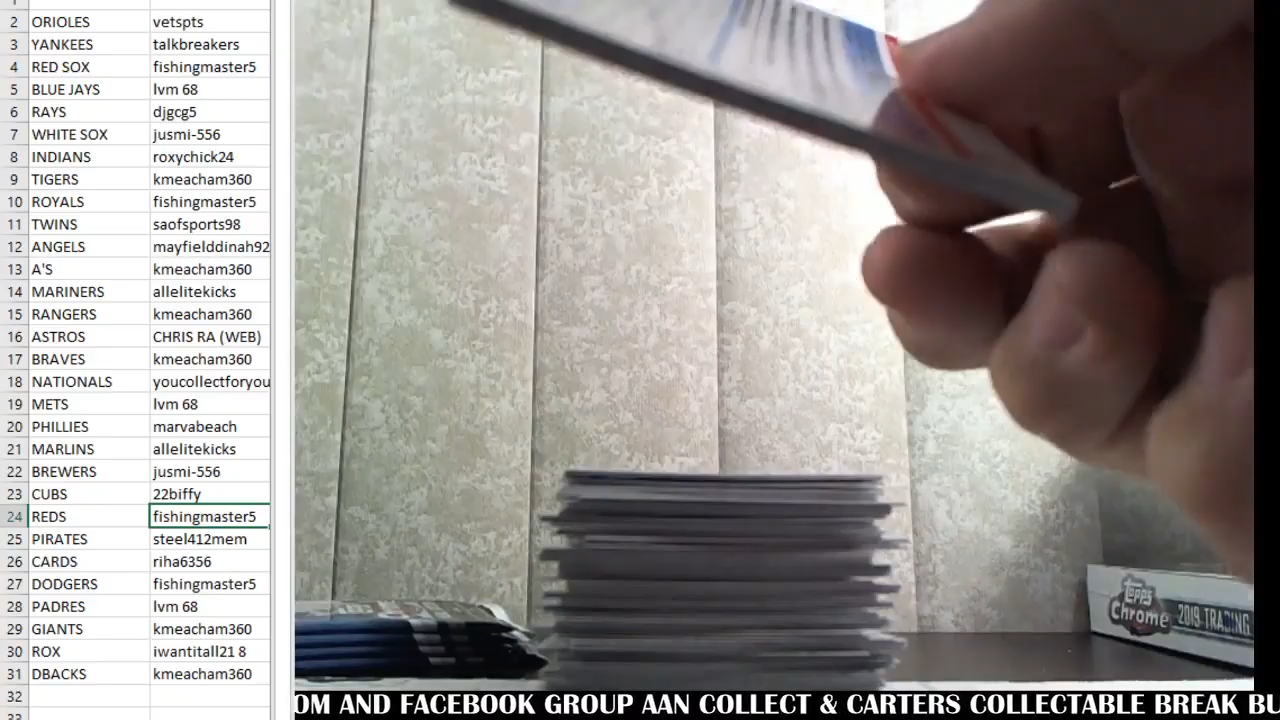 2 ORIOLES vetspts
3 YANKEES talkbreakers
4 RED SOX fishingmaster5
5 BLUE JAYS lvm 68
6 RAYS djgcg5
7 WHITE SOX jusmi-556
8 INDIANS roxychick24
9 TIGERS kmeacham360
10 ROYALS fishingmaster5
11 TWINS saofsports98
12 ANGELS mayfielddinah92
13 A'S kmeacham360
14 MARINERS allelitekicks
15 RANGERS kmeacham360
16 ASTROS CHRIS RA (WEB)
17 BRAVES kmeacham360
18 NATIONALS youcollectforyou
19 METS lvm 68
20 PHILLIES marvabeach
21 MARLINS allelitekicks
22 BREWERS jusmi-556
23 CUBS 22biffy
24 REDS fishingmaster5
25 PIRATES steel412mem
26 CARDS riha6356
27 DODGERS fishingmaster5
28 PADRES lvm 68
29 GIANTS kmeacham360
30 ROX iwantitall21 8
31 DBACKS kmeacham360
32
33
Topps
Chrome 2019 TRADING
OM AND FACEBOOK GROUP AAN COLLECT & CARTERS COLLECTABLE BREAK BU